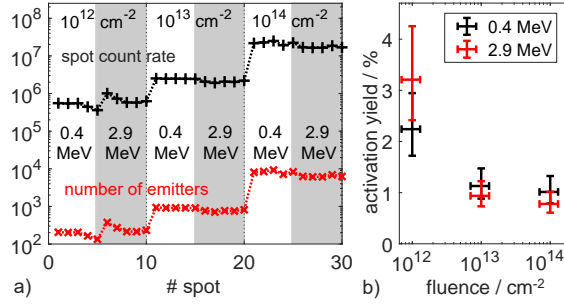 10^12 cm^-2 10^13 cm^-2 10^14 cm^-2
spot count rate
0.4 MeV 2.9 MeV 0.4 MeV 2.9 MeV 0.4 MeV 2.9 MeV
number of emitters
10^8
10^7
10^6
10^5
10^4
10^3
10^2
0 10 20 30
# spot
a)
0.4 MeV
2.9 MeV
activation yield / %
5
4
3
2
1
0
10^12 10^13 10^14
fluence / cm^-2
b)